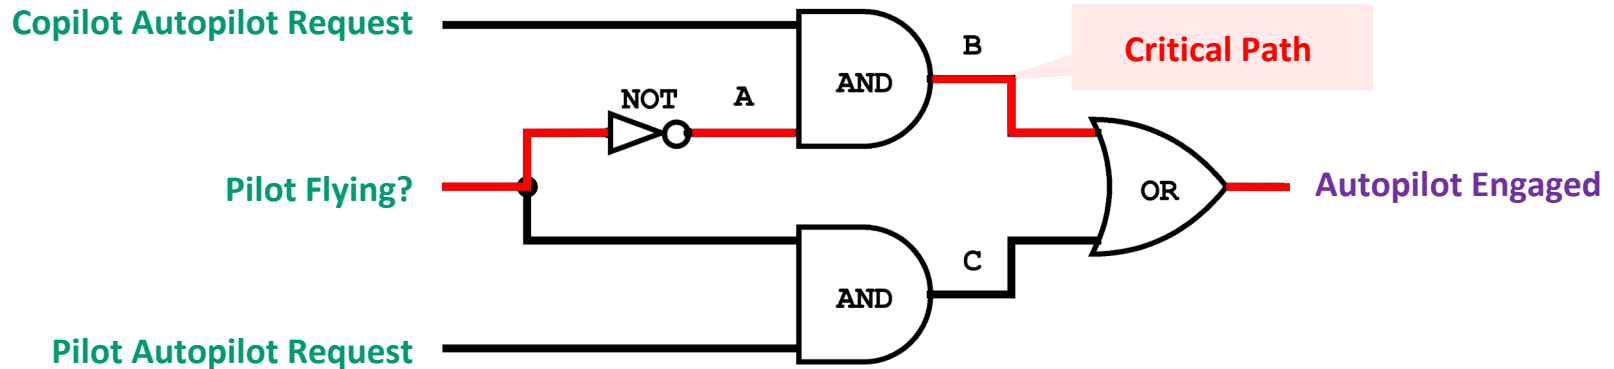 Copilot Autopilot Request
B
Critical Path
AND
NOT
A
Pilot Flying?
OR
Autopilot Engaged
C
AND
Pilot Autopilot Request